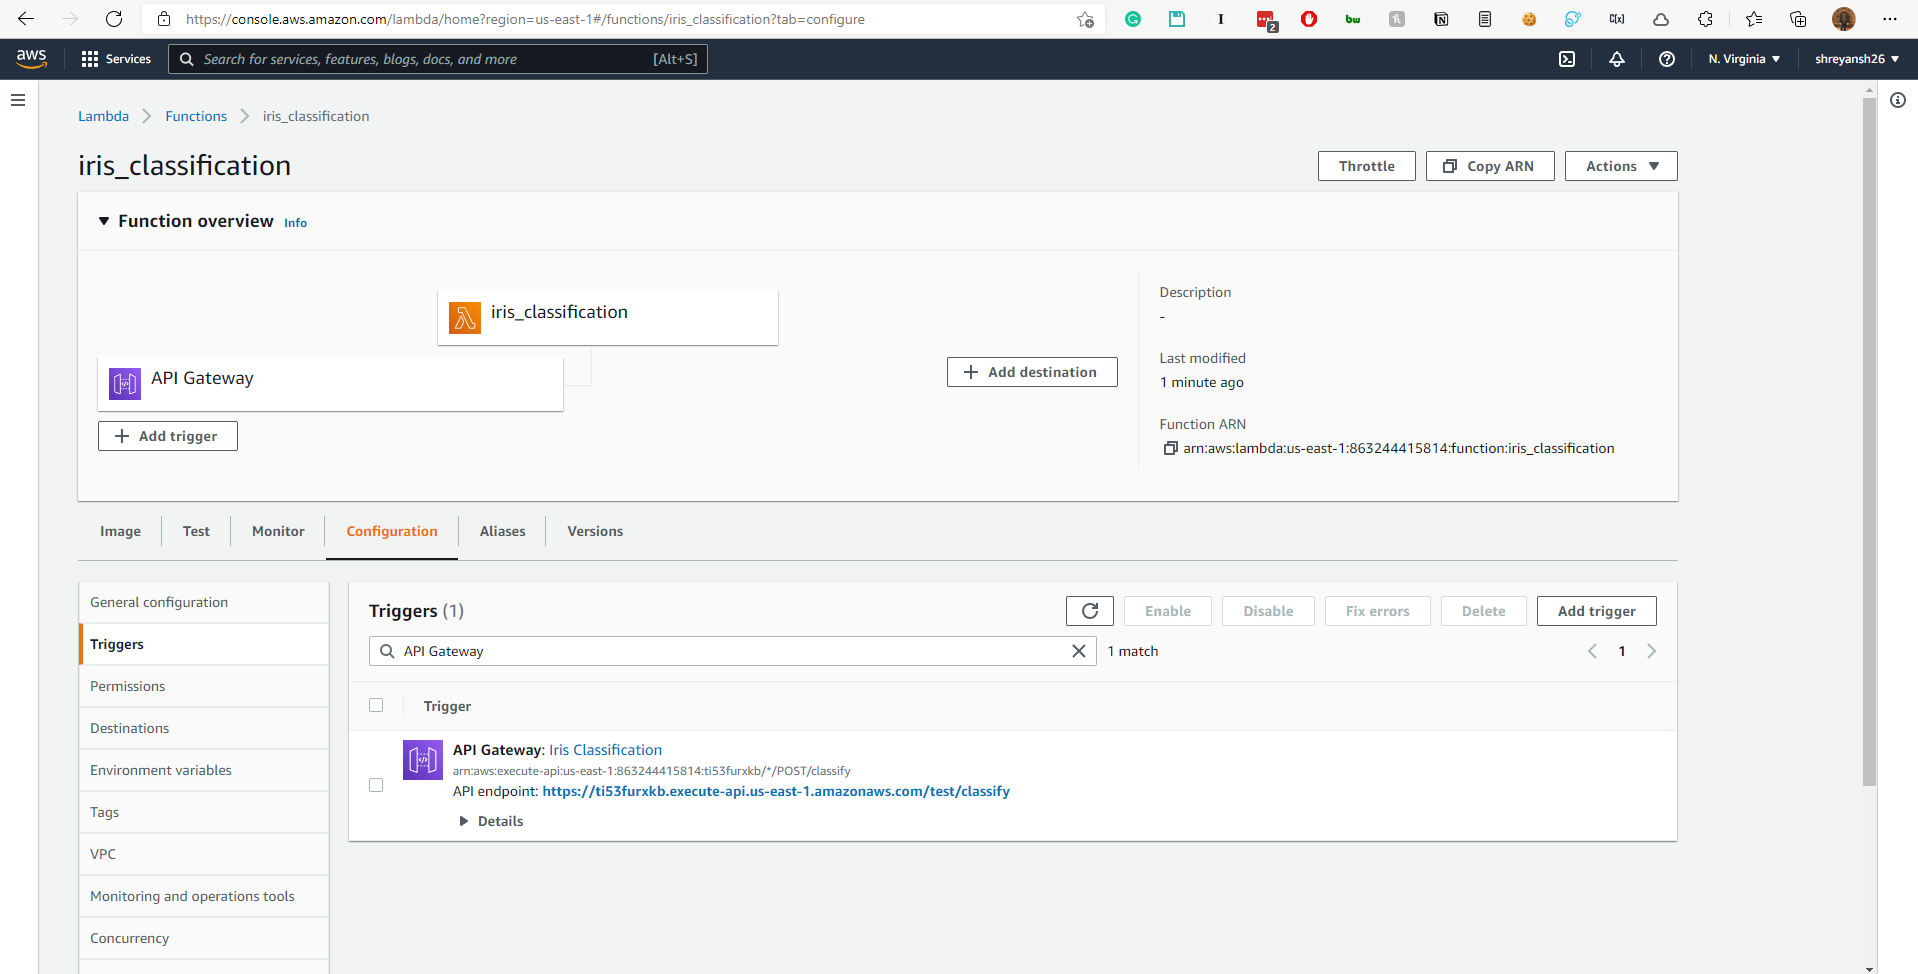 https://console.aws.amazon.com/lambda/home?region=us-east-1#/functions/iris_classification?tab=configure
2
bw
aws
Services
Search for services, features, blogs, docs, and more
[Alt+S]
N. Virginia
shreyansh26
Lambda
Functions
iris_classification
iris_classification
Throttle
Copy ARN
Actions
Function overview
Info
iris_classification
API Gateway
Add trigger
Add destination
Description
-
Last modified
1 minute ago
Function ARN
arn:aws:lambda:us-east-1:863244415814:function:iris_classification
Image
Test
Monitor
Configuration
Aliases
Versions
General configuration
Triggers
Permissions
Destinations
Environment variables
Tags
VPC
Monitoring and operations tools
Concurrency
Triggers (1)
Enable
Disable
Fix errors
Delete
Add trigger
API Gateway
1 match
1
Trigger
API Gateway: Iris Classification
arn:aws:execute-api:us-east-1:863244415814:ti53furxkb/*/POST/classify
API endpoint: https://ti53furxkb.execute-api.us-east-1.amazonaws.com/test/classify
Details